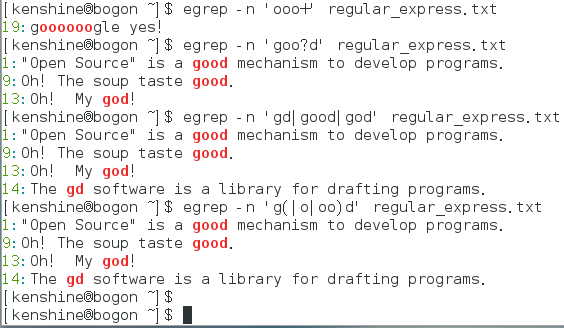 [kenshine@bogon ~]$ egrep -n 'ooo+' regular_express.txt
19:goooooogle yes!
[kenshine@bogon ~]$ egrep -n 'goo?d' regular_express.txt
1:"Open Source" is a good mechanism to develop programs.
9:Oh! The soup taste good.
13:Oh!  My god!
[kenshine@bogon ~]$ egrep -n 'gd|good|god' regular_express.txt
1:"Open Source" is a good mechanism to develop programs.
9:Oh! The soup taste good.
13:Oh!  My god!
14:The gd software is a library for drafting programs.
[kenshine@bogon ~]$ egrep -n 'g(|o|oo)d' regular_express.txt
1:"Open Source" is a good mechanism to develop programs.
9:Oh! The soup taste good.
13:Oh!  My god!
14:The gd software is a library for drafting programs.
[kenshine@bogon ~]$
[kenshine@bogon ~]$